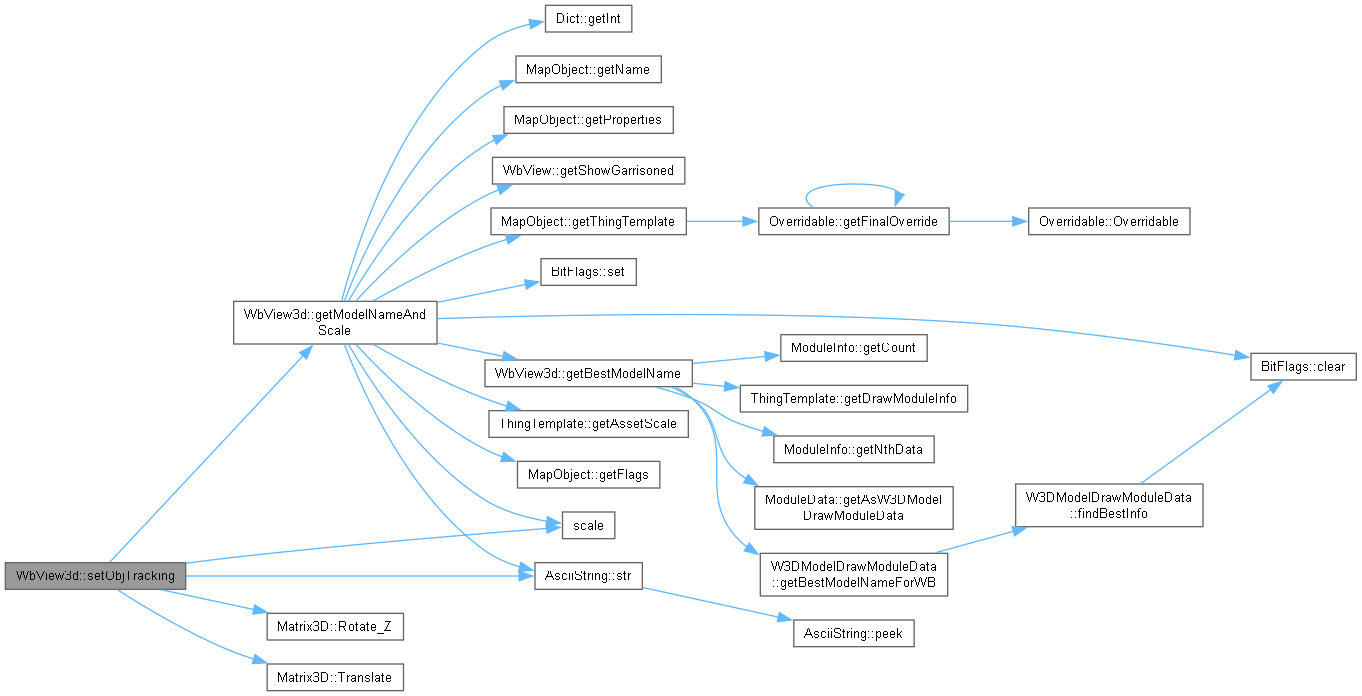 Dict::getInt
MapObject::getName
MapObject::getProperties
WbView::getShowGarrisoned
MapObject::getThingTemplate
Overridable::getFinalOverride
Overridable::Overridable
BitFlags::set
WbView3d::getModelNameAnd
Scale
ModuleInfo::getCount
BitFlags::clear
WbView3d::getBestModelName
ThingTemplate::getDrawModuleInfo
ThingTemplate::getAssetScale
ModuleInfo::getNthData
MapObject::getFlags
ModuleData::getAsW3DModel
DrawModuleData
W3DModelDrawModuleData
::findBestInfo
scale
WbView3d::setObjTracking
AsciiString::str
W3DModelDrawModuleData
::getBestModelNameForWB
Matrix3D::Rotate_Z
AsciiString::peek
Matrix3D::Translate